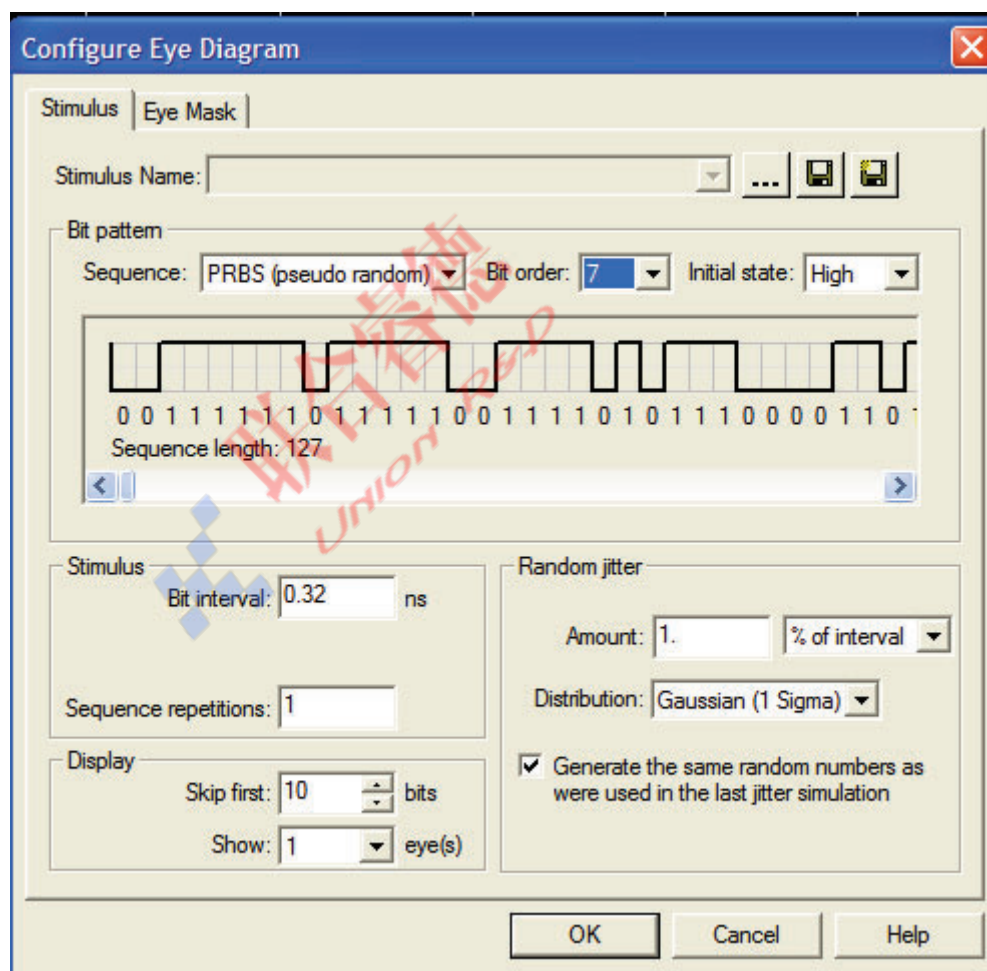 Configure Eye Diagram
Stimulus Eye Mask
Stimulus Name: ...
Bit pattern
Sequence: PRBS (pseudo random) Bit order: 7 Initial state: High
0 0 1 1 1 1 1 1 0 1 1 1 1 1 0 0 1 1 1 1 0 1 0 1 1 1 0 0 0 0 1 1 0 1
Sequence length: 127
联合睿德
UNION R&D
Stimulus
Bit interval: 0.32 ns
Sequence repetitions: 1
Display
Skip first: 10 bits
Show: 1 eye(s)
Random jitter
Amount: 1. % of interval
Distribution: Gaussian (1 Sigma)
Generate the same random numbers as
were used in the last jitter simulation
OK Cancel Help